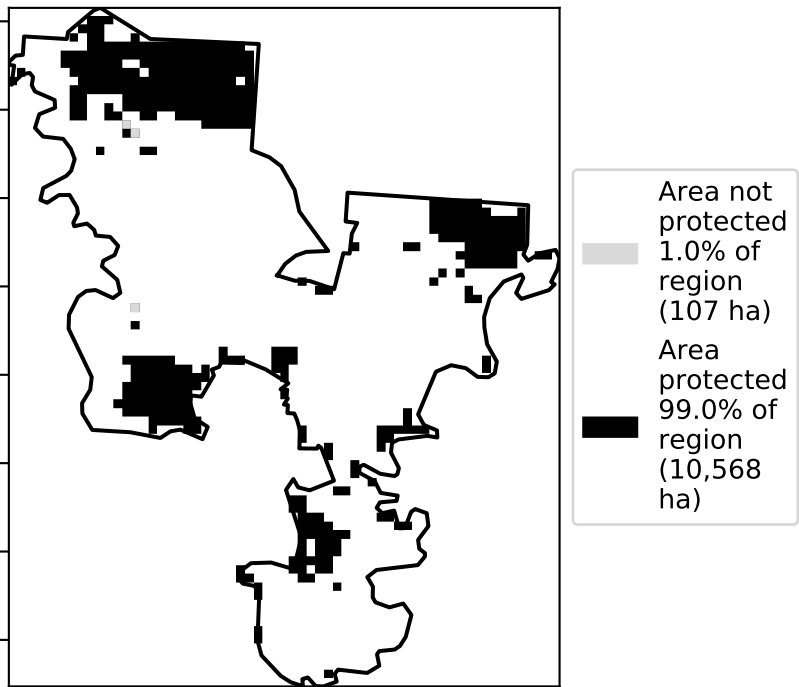 Area not
protected
1.0% of
region
(107 ha)
Area
protected
99.0% of
region
(10,568
ha)